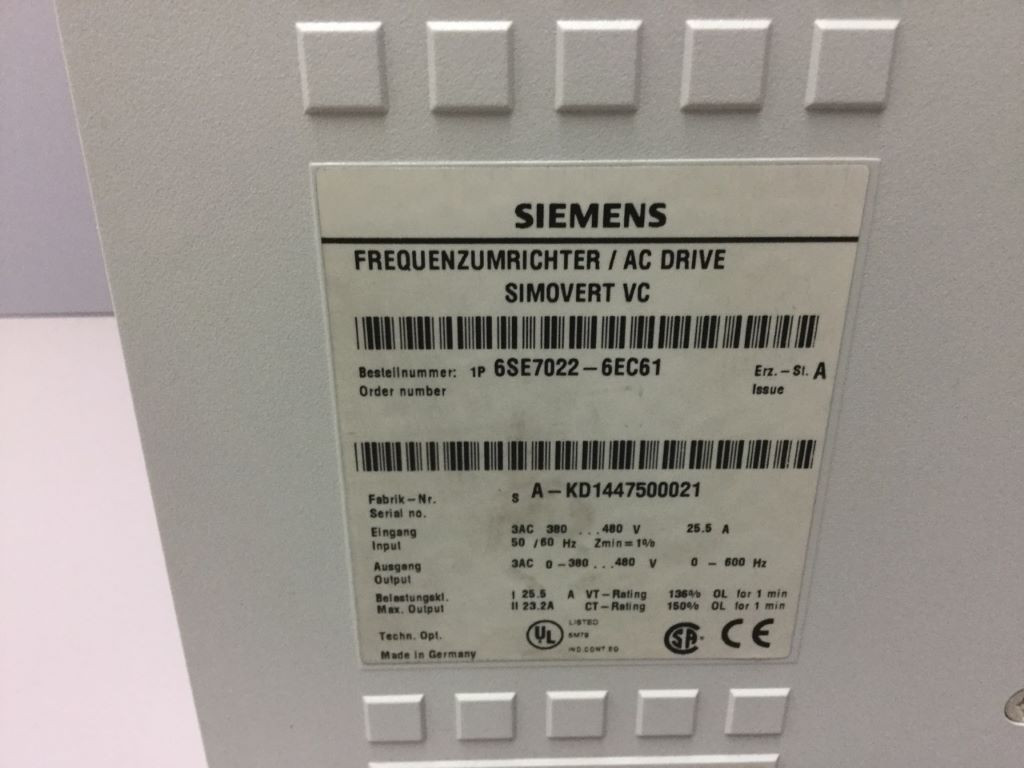 SIEMENS
FREQUENZUMRICHTER / AC DRIVE
SIMOVERT VC
Bestellnummer: 1P 6SE7022-6EC61 Erz.-St. A
Order number Issue
Fabrik-Nr. S A-KD1447500021
Serial no.
Eingang 3AC 380 ...480 V 25.5 A
Input 50 /60 Hz Zmin=1%
Ausgang 3AC 0-380...480 V 0 - 600 Hz
Output
Belastungskl. I 25.5 A VT-Rating 136% OL for 1 min
Max. Output II 23.2A CT-Rating 150% OL for 1 min
Techn. Opt. UL LISTED
5M79
IND.CONT.EQ
SA CE
Made in Germany